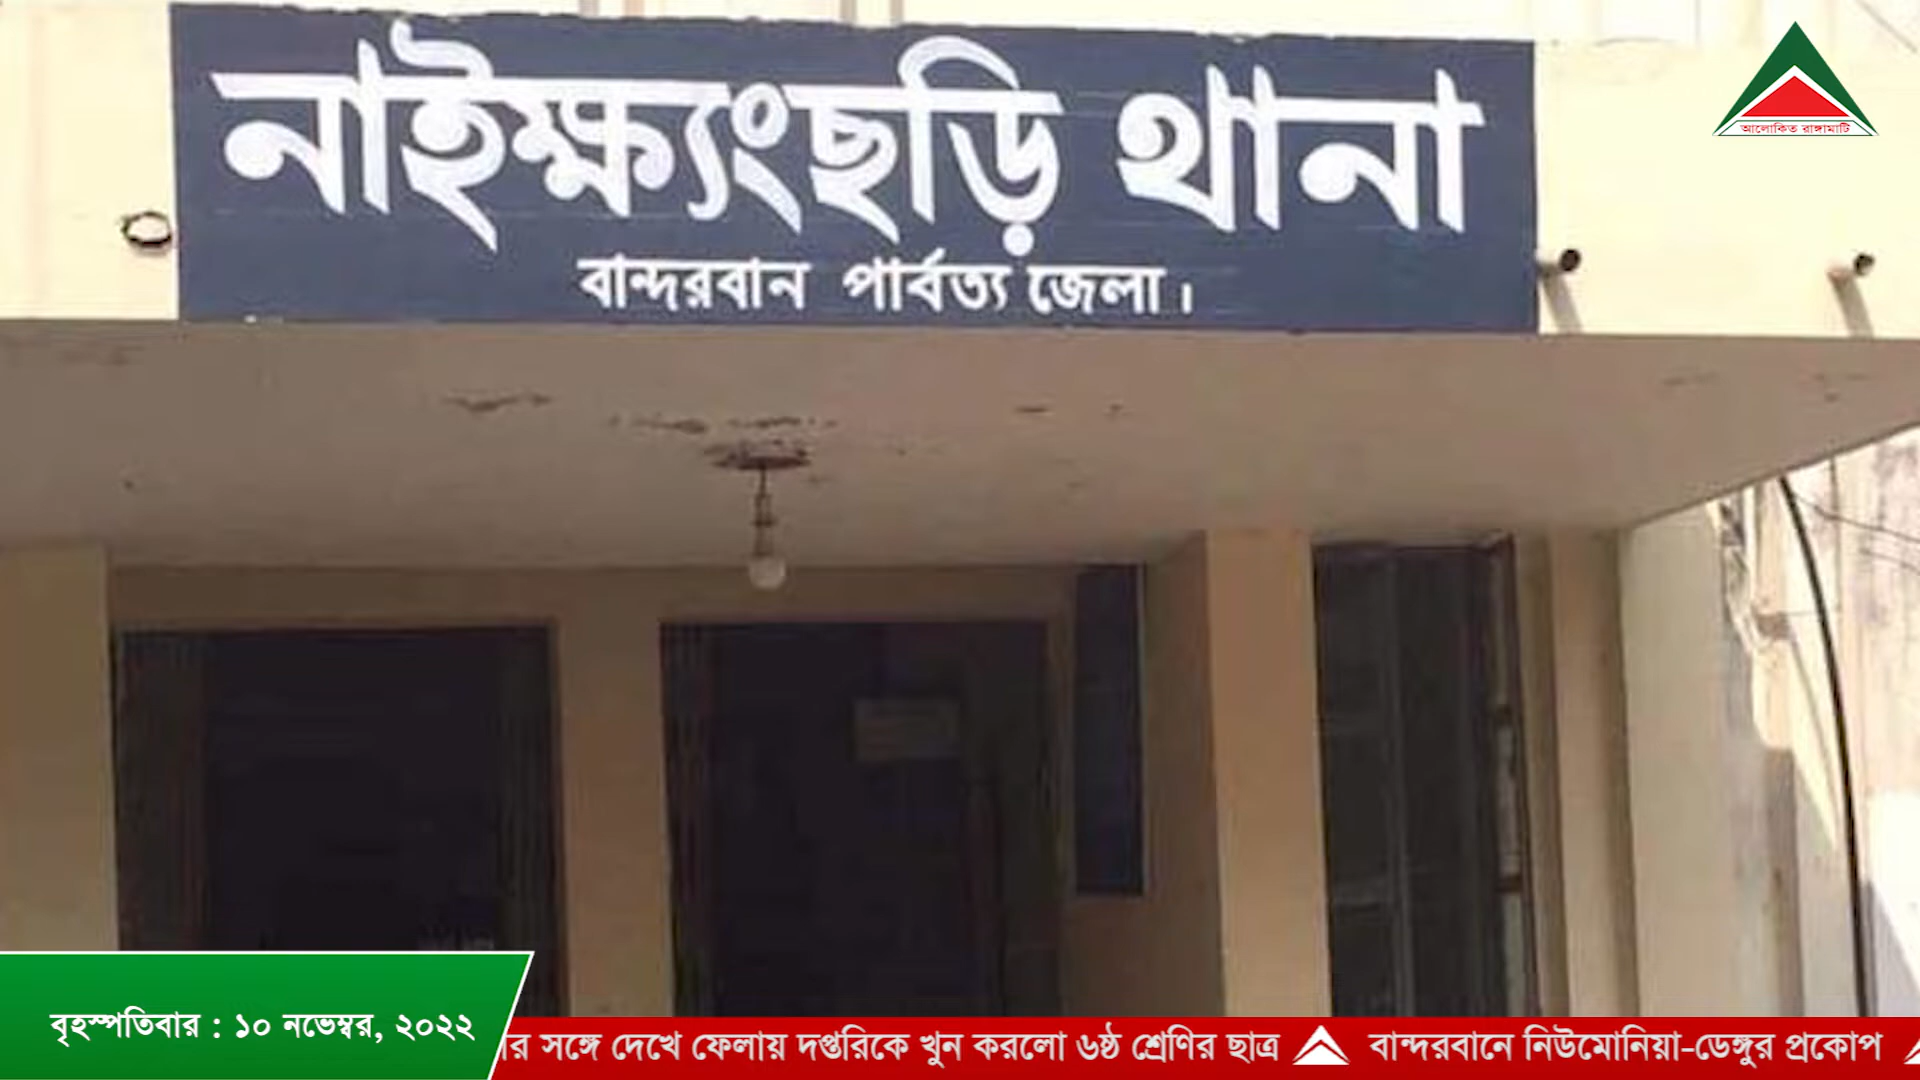 নাইক্ষ্যংছড়ি থানা
বান্দরবান পার্বত্য জেলা।
আলোকিত রাঙ্গামাটি
বৃহস্পতিবার : ১০ নভেম্বর, ২০২২
সঙ্গে দেখে ফেলায় দপ্তরিকে খুন করলো ৬ষ্ঠ শ্রেণির ছাত্র বান্দরবানে নিউমোনিয়া-ডেঙ্গুর প্রকোপ